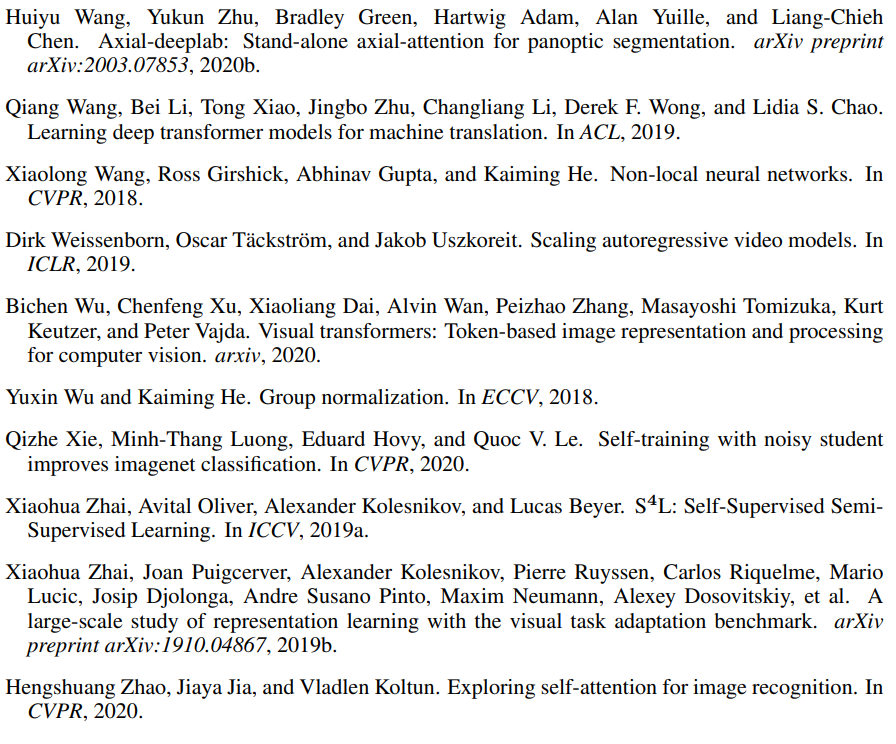 Huiyu Wang, Yukun Zhu, Bradley Green, Hartwig Adam, Alan Yuille, and Liang-Chieh
Chen. Axial-deeplab: Stand-alone axial-attention for panoptic segmentation. arXiv preprint
arXiv:2003.07853, 2020b.
Qiang Wang, Bei Li, Tong Xiao, Jingbo Zhu, Changliang Li, Derek F. Wong, and Lidia S. Chao.
Learning deep transformer models for machine translation. In ACL, 2019.
Xiaolong Wang, Ross Girshick, Abhinav Gupta, and Kaiming He. Non-local neural networks. In
CVPR, 2018.
Dirk Weissenborn, Oscar Täckström, and Jakob Uszkoreit. Scaling autoregressive video models. In
ICLR, 2019.
Bichen Wu, Chenfeng Xu, Xiaoliang Dai, Alvin Wan, Peizhao Zhang, Masayoshi Tomizuka, Kurt
Keutzer, and Peter Vajda. Visual transformers: Token-based image representation and processing
for computer vision. arxiv, 2020.
Yuxin Wu and Kaiming He. Group normalization. In ECCV, 2018.
Qizhe Xie, Minh-Thang Luong, Eduard Hovy, and Quoc V. Le. Self-training with noisy student
improves imagenet classification. In CVPR, 2020.
Xiaohua Zhai, Avital Oliver, Alexander Kolesnikov, and Lucas Beyer. S⁴L: Self-Supervised Semi-
Supervised Learning. In ICCV, 2019a.
Xiaohua Zhai, Joan Puigcerver, Alexander Kolesnikov, Pierre Ruyssen, Carlos Riquelme, Mario
Lucic, Josip Djolonga, Andre Susano Pinto, Maxim Neumann, Alexey Dosovitskiy, et al. A
large-scale study of representation learning with the visual task adaptation benchmark. arXiv
preprint arXiv:1910.04867, 2019b.
Hengshuang Zhao, Jiaya Jia, and Vladlen Koltun. Exploring self-attention for image recognition. In
CVPR, 2020.